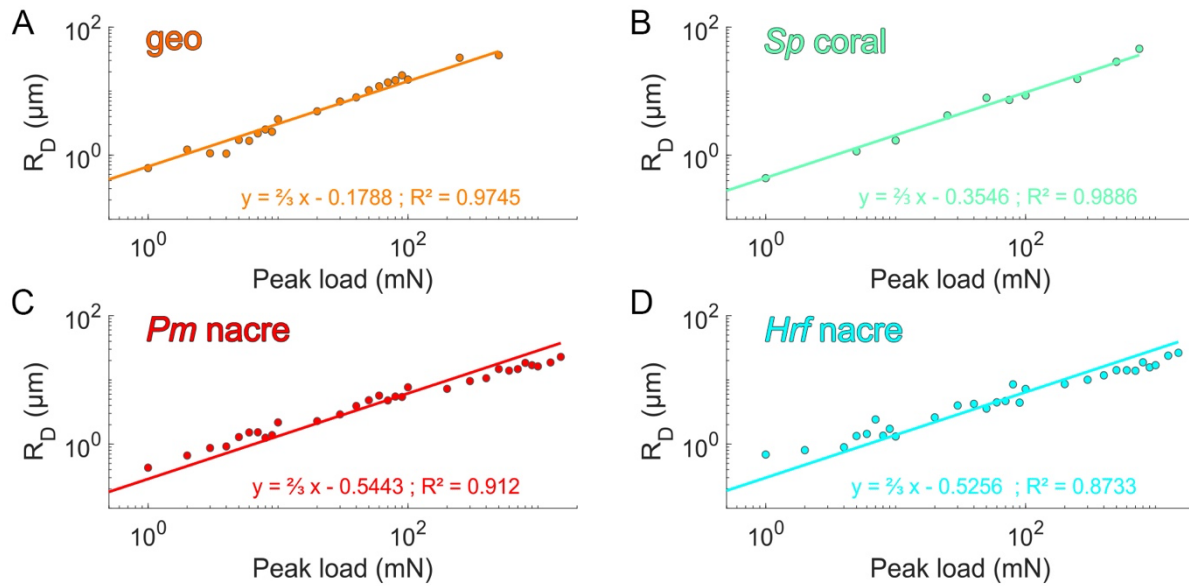 A
geo
10²
10⁰
R_D (µm)
y = ⅔ x - 0.1788 ; R² = 0.9745
10⁰
10²
Peak load (mN)
B
Sp coral
10²
10⁰
R_D (µm)
y = ⅔ x - 0.3546 ; R² = 0.9886
10⁰
10²
Peak load (mN)
C
Pm nacre
10²
10⁰
R_D (µm)
y = ⅔ x - 0.5443 ; R² = 0.912
10⁰
10²
Peak load (mN)
D
Hrf nacre
10²
10⁰
R_D (µm)
y = ⅔ x - 0.5256 ; R² = 0.8733
10⁰
10²
Peak load (mN)